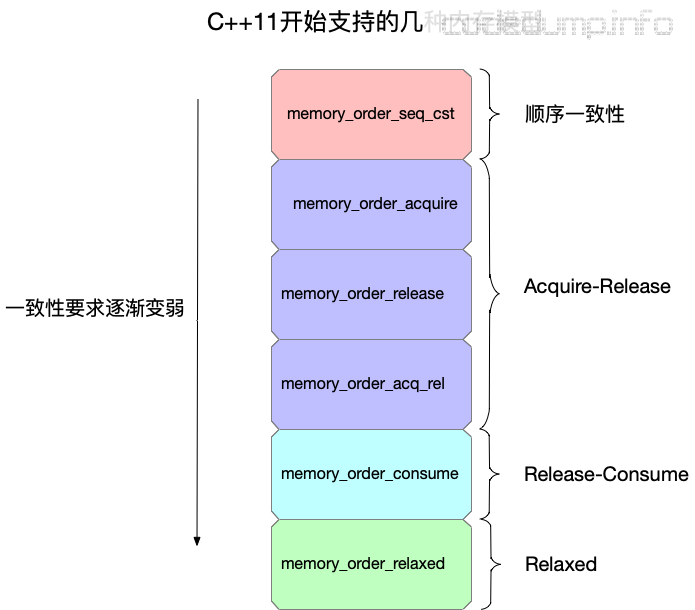 C++11开始支持的几种内存模型
codedump.info
memory_order_seq_cst
顺序一致性
memory_order_acquire
memory_order_release
Acquire-Release
一致性要求逐渐变弱
memory_order_acq_rel
memory_order_consume
Release-Consume
memory_order_relaxed
Relaxed